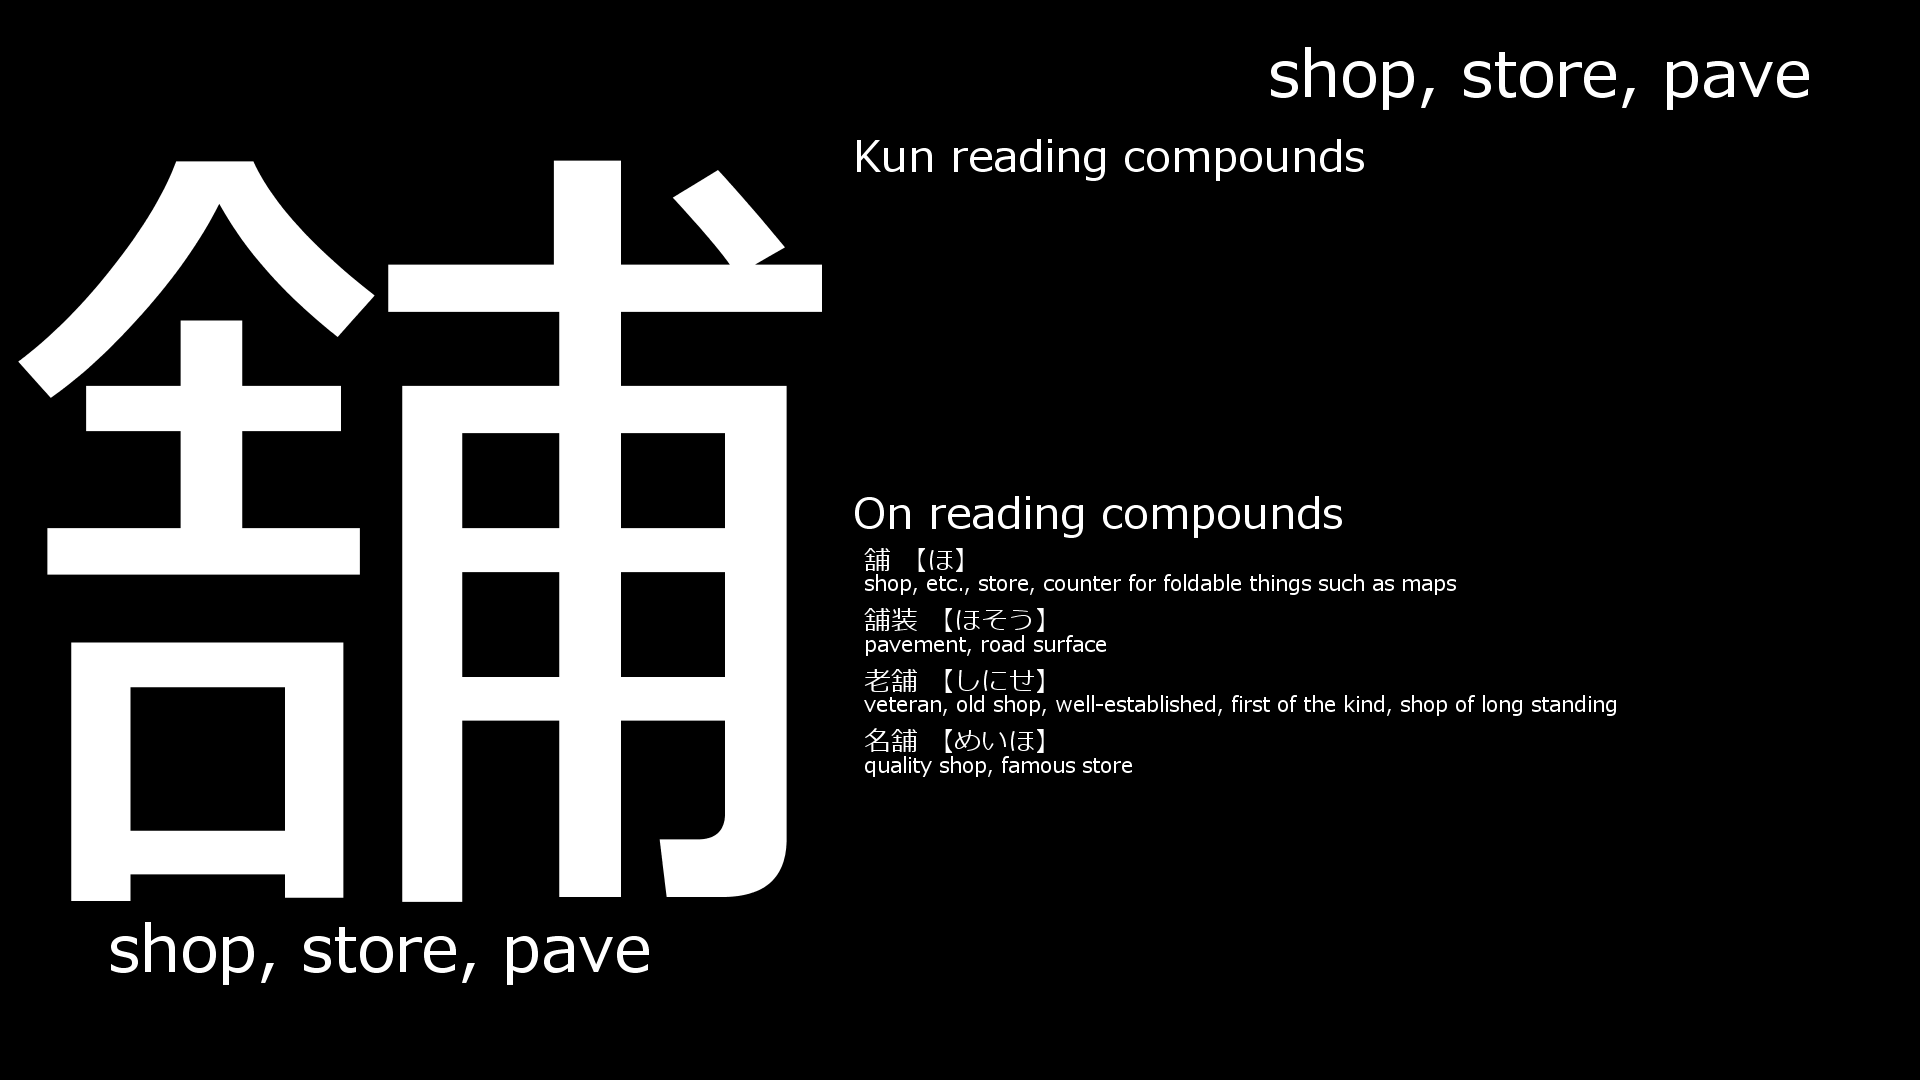 shop, store, pave
Kun reading compounds
舗
On reading compounds
舗 【ほ】
shop, etc., store, counter for foldable things such as maps
舗装 【ほそう】
pavement, road surface
老舗 【しにせ】
veteran, old shop, well-established, first of the kind, shop of long standing
名舗 【めいほ】
quality shop, famous store
shop, store, pave